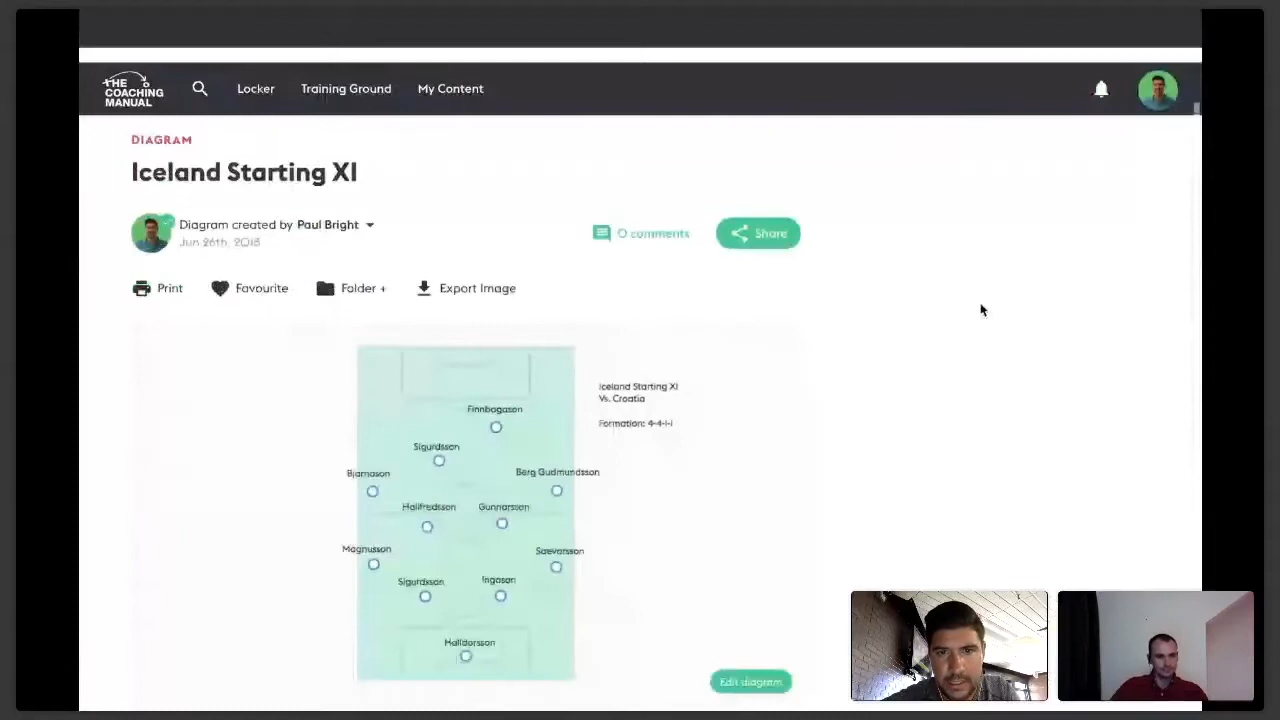 THE
COACHING
MANUAL
Locker
Training Ground
My Content
DIAGRAM
Iceland Starting XI
Diagram created by Paul Bright
Jun 26th, 2018
0 comments
Share
Print
Favourite
Folder +
Export Image
Iceland Starting XI
Vs. Croatia
Formation: 4-4-1-1
Finnbogason
Sigurdsson
Bjarnason
Berg Gudmundsson
Hallfredsson
Gunnarsson
Magnusson
Saevarsson
Sigurdsson
Ingason
Halldorsson
Edit diagram